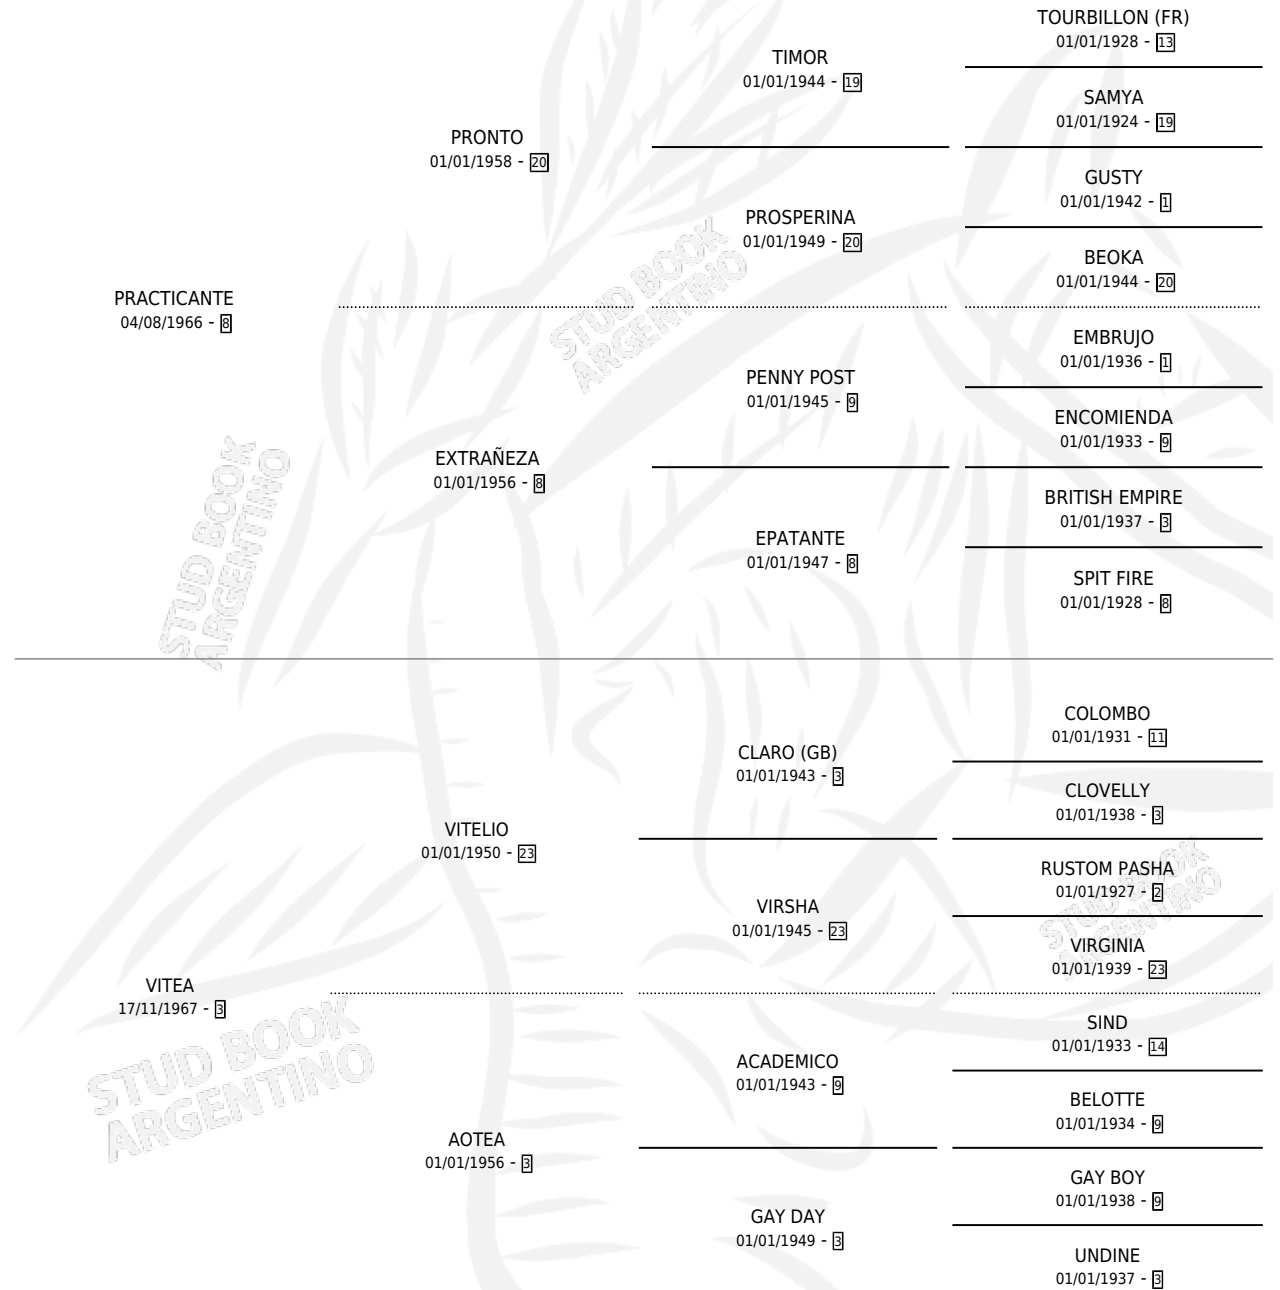 TOURBILLON (FR)
01/01/1928 - 13
TIMOR
01/01/1944 - 19
SAMYA
01/01/1924 - 19
PRONTO
01/01/1958 - 20
GUSTY
01/01/1942 - 1
PROSPERINA
01/01/1949 - 20
BEOKA
01/01/1944 - 20
PRACTICANTE
04/08/1966 - 8
EMBRUJO
01/01/1936 - 1
PENNY POST
01/01/1945 - 9
ENCOMIENDA
01/01/1933 - 9
EXTRAÑEZA
01/01/1956 - 8
BRITISH EMPIRE
01/01/1937 - 3
EPATANTE
01/01/1947 - 8
SPIT FIRE
01/01/1928 - 8
COLOMBO
01/01/1931 - 11
CLARO (GB)
01/01/1943 - 3
CLOVELLY
01/01/1938 - 3
VITELIO
01/01/1950 - 23
RUSTOM PASHA
01/01/1927 - 2
VIRSHA
01/01/1945 - 23
VIRGINIA
01/01/1939 - 23
VITEA
17/11/1967 - 3
SIND
01/01/1933 - 14
ACADEMICO
01/01/1943 - 9
BELOTTE
01/01/1934 - 9
AOTEA
01/01/1956 - 3
GAY BOY
01/01/1938 - 9
GAY DAY
01/01/1949 - 3
UNDINE
01/01/1937 - 3
STUD BOOK
ARGENTINO
STUD BOOK
ARGENTINO
STUD BOOK
ARGENTINO
STUD BOOK
ARGENTINO